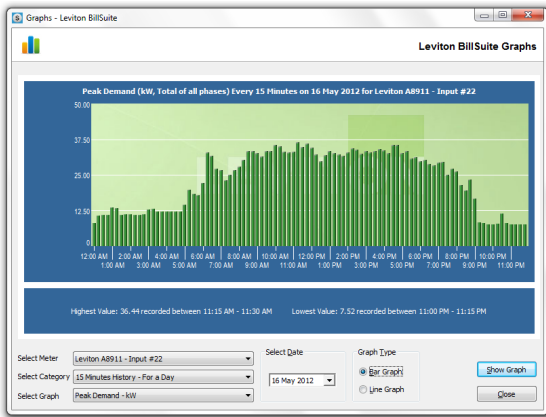 Graphs - Leviton BillSuite
Leviton BillSuite Graphs
Peak Demand (kW, Total of all phases) Every 15 Minutes on 16 May 2012 for Leviton A8911 - Input #22
50.00
37.50
25.00
12.50
0
12:00 AM 2:00 AM 4:00 AM 6:00 AM 8:00 AM 10:00 AM 12:00 PM 2:00 PM 4:00 PM 6:00 PM 8:00 PM 10:00 PM
1:00 AM 3:00 AM 5:00 AM 7:00 AM 9:00 AM 11:00 AM 1:00 PM 3:00 PM 5:00 PM 7:00 PM 9:00 PM 11:00 PM
Highest Value: 36.44 recorded between 11:15 AM - 11:30 AM Lowest Value: 7.52 recorded between 11:00 PM - 11:15 PM
Select Meter Leviton A8911 - Input #22
Select Category 15 Minutes History - For a Day
Select Graph Peak Demand - kW
Select Date
16 May 2012
Graph Type
Bar Graph
Line Graph
Show Graph
Close